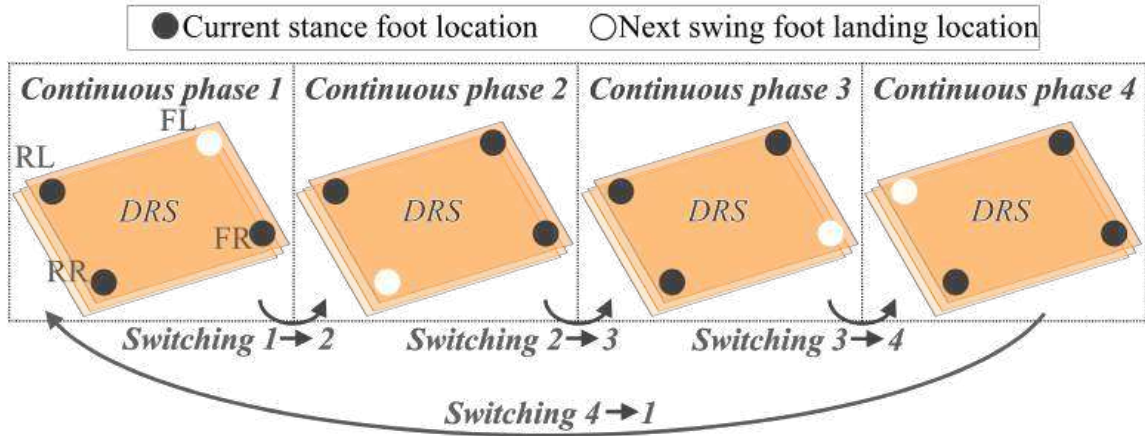 Current stance foot location
Next swing foot landing location
Continuous phase 1
Continuous phase 2
Continuous phase 3
Continuous phase 4
FL
RL
DRS
FR
RR
DRS
DRS
DRS
Switching 1→2
Switching 2→3
Switching 3→4
Switching 4→1